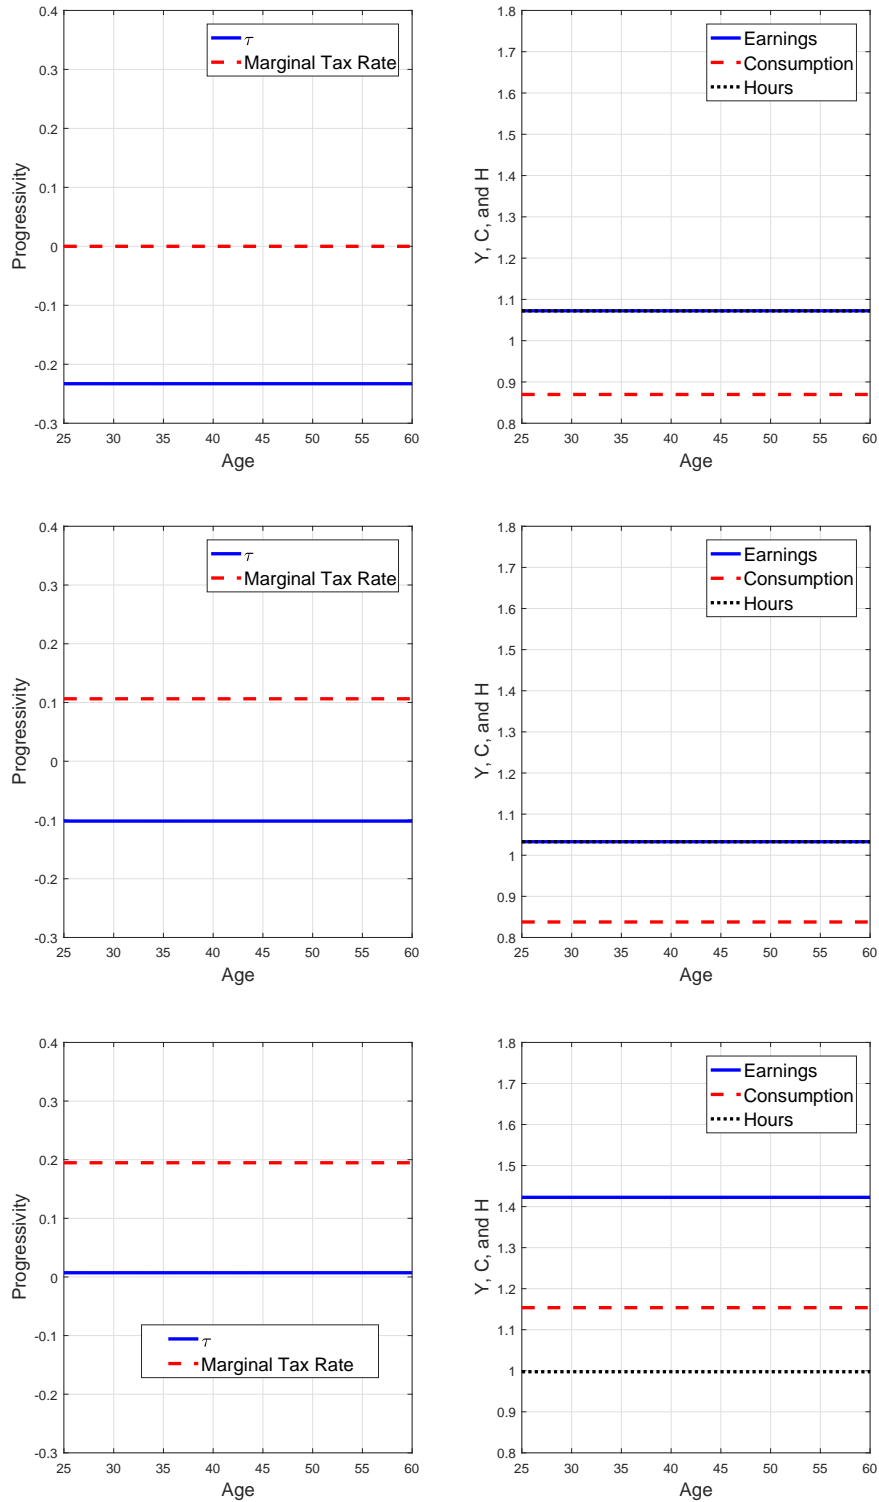 0.4
0.3
0.2
0.1
0
-0.1
-0.2
-0.3
25 30 35 40 45 50 55 60
Age
Progressivity
τ
Marginal Tax Rate
1.8
1.7
1.6
1.5
1.4
1.3
1.2
1.1
1
0.9
0.8
25 30 35 40 45 50 55 60
Age
Y, C, and H
Earnings
Consumption
Hours
0.4
0.3
0.2
0.1
0
-0.1
-0.2
-0.3
25 30 35 40 45 50 55 60
Age
Progressivity
τ
Marginal Tax Rate
1.8
1.7
1.6
1.5
1.4
1.3
1.2
1.1
1
0.9
0.8
25 30 35 40 45 50 55 60
Age
Y, C, and H
Earnings
Consumption
Hours
0.4
0.3
0.2
0.1
0
-0.1
-0.2
-0.3
25 30 35 40 45 50 55 60
Age
Progressivity
τ
Marginal Tax Rate
1.8
1.7
1.6
1.5
1.4
1.3
1.2
1.1
1
0.9
0.8
25 30 35 40 45 50 55 60
Age
Y, C, and H
Earnings
Consumption
Hours